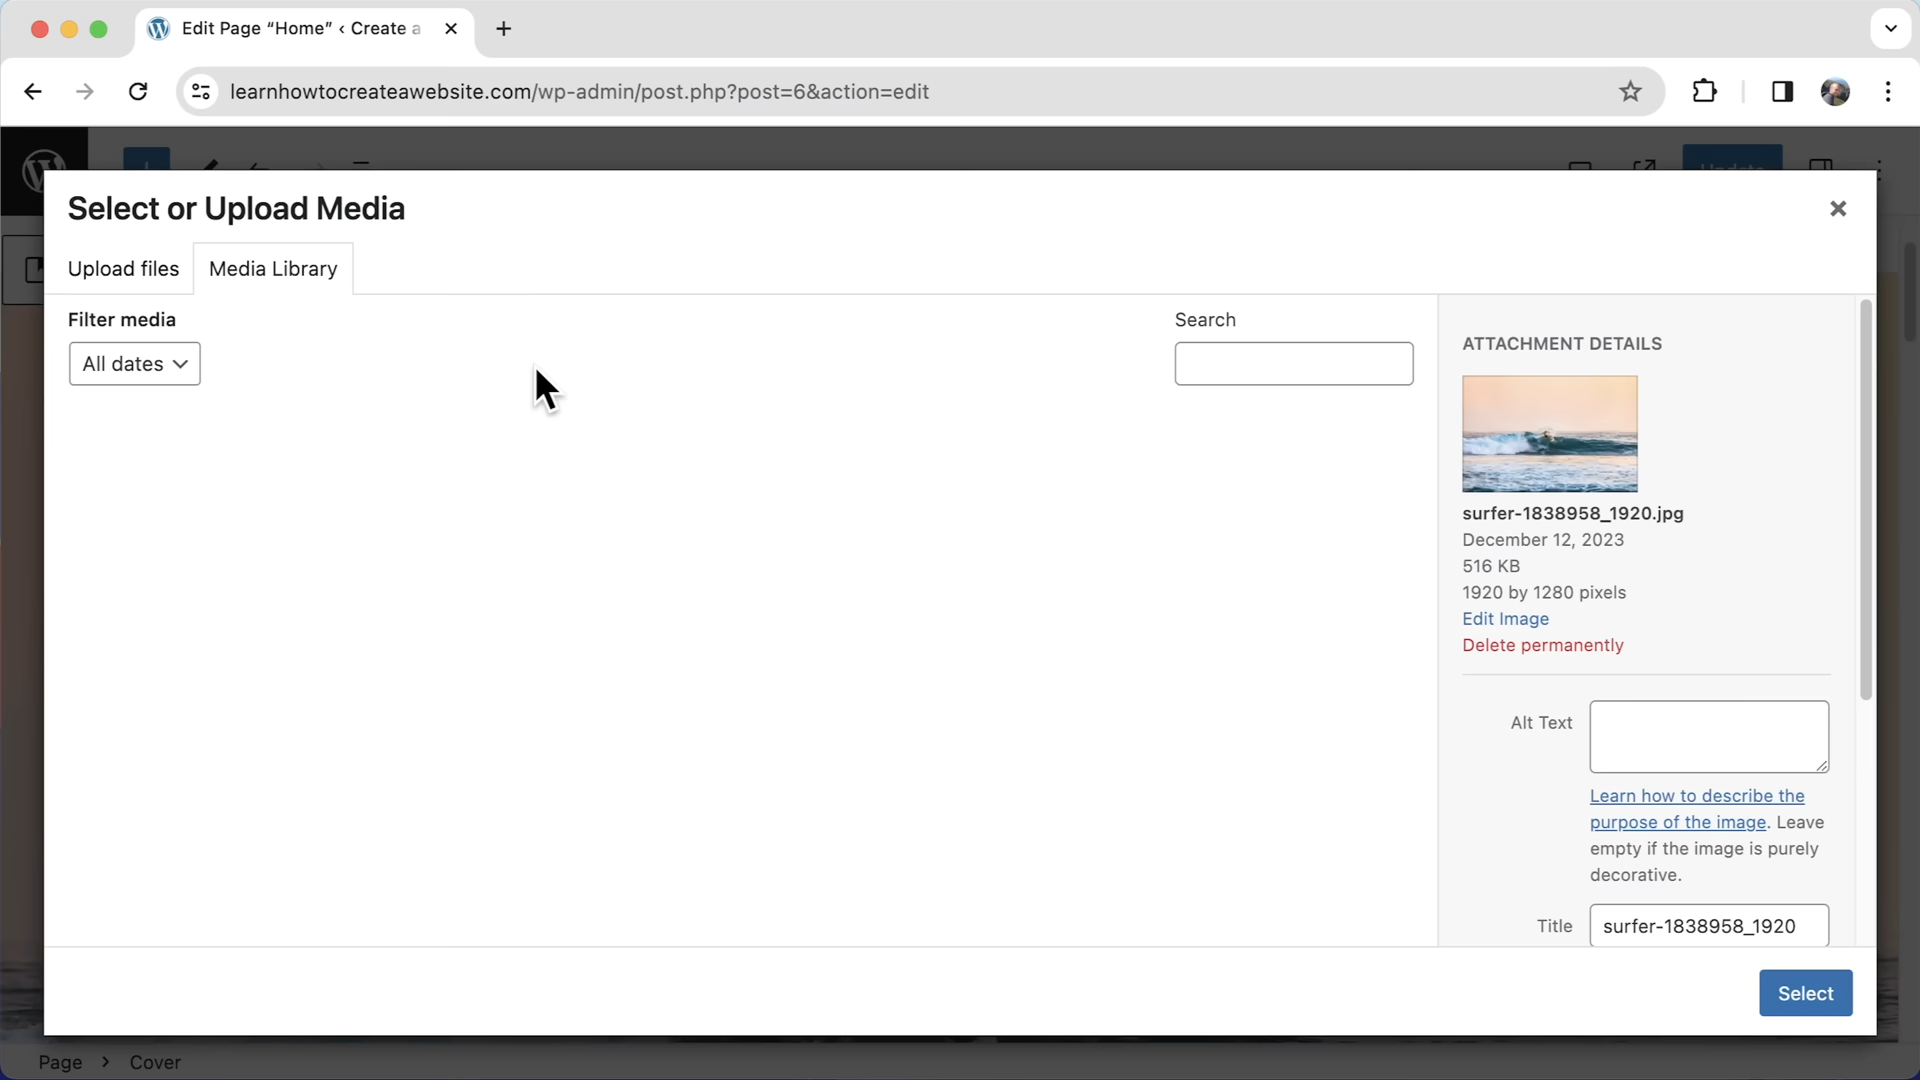 Edit Page “Home” ‹ Create a
learnhowtocreateawebsite.com/wp-admin/post.php?post=6&action=edit
Update
Select or Upload Media
Upload files
Media Library
Filter media
All dates
Search
ATTACHMENT DETAILS
surfer-1838958_1920.jpg
December 12, 2023
516 KB
1920 by 1280 pixels
Edit Image
Delete permanently
Alt Text
Learn how to describe the
purpose of the image. Leave
empty if the image is purely
decorative.
Title
surfer-1838958_1920
Select
Page > Cover